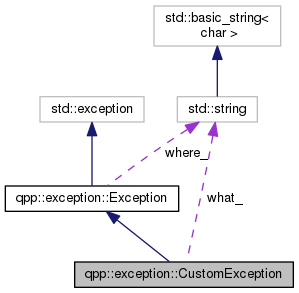 std::basic_string<
char >
std::exception
std::string
where_
qpp::exception::Exception
what_
qpp::exception::CustomException